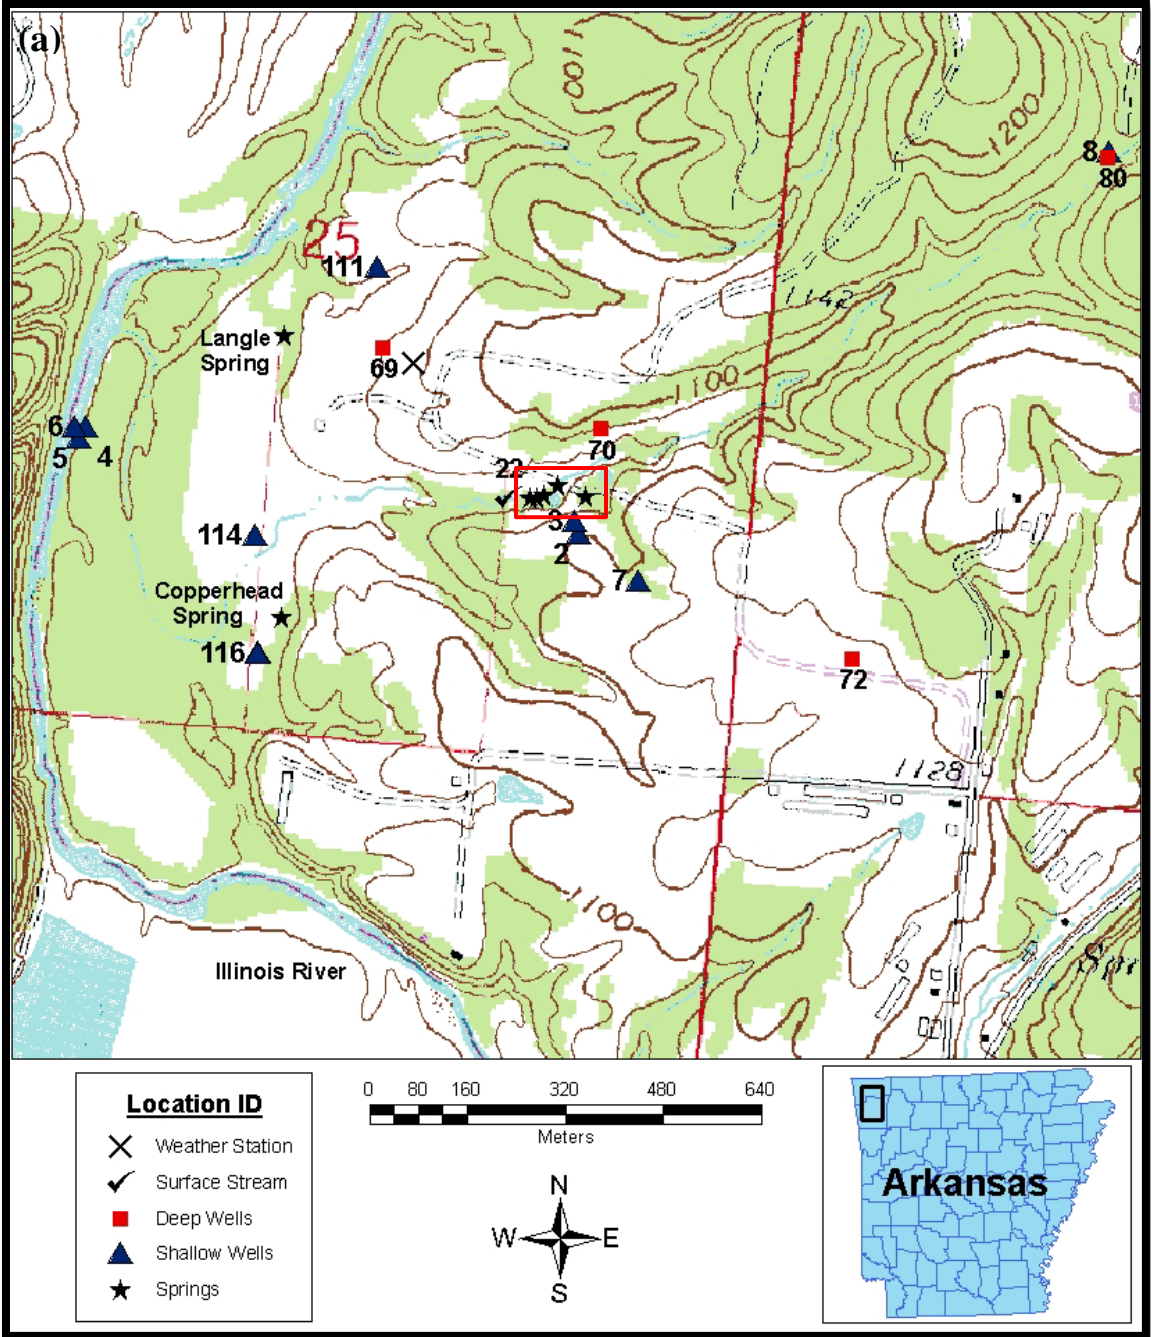 (a)
1100
1200
8
80
25
111
1142
Langle
Spring
69
1100
6
5
4
70
22
3
2
114
7
Copperhead
Spring
116
72
1128
1100
Illinois River
Spr
Location ID
Weather Station
Surface Stream
Deep Wells
Shallow Wells
Springs
0 80 160 320 480 640
Meters
N
W E
S
Arkansas